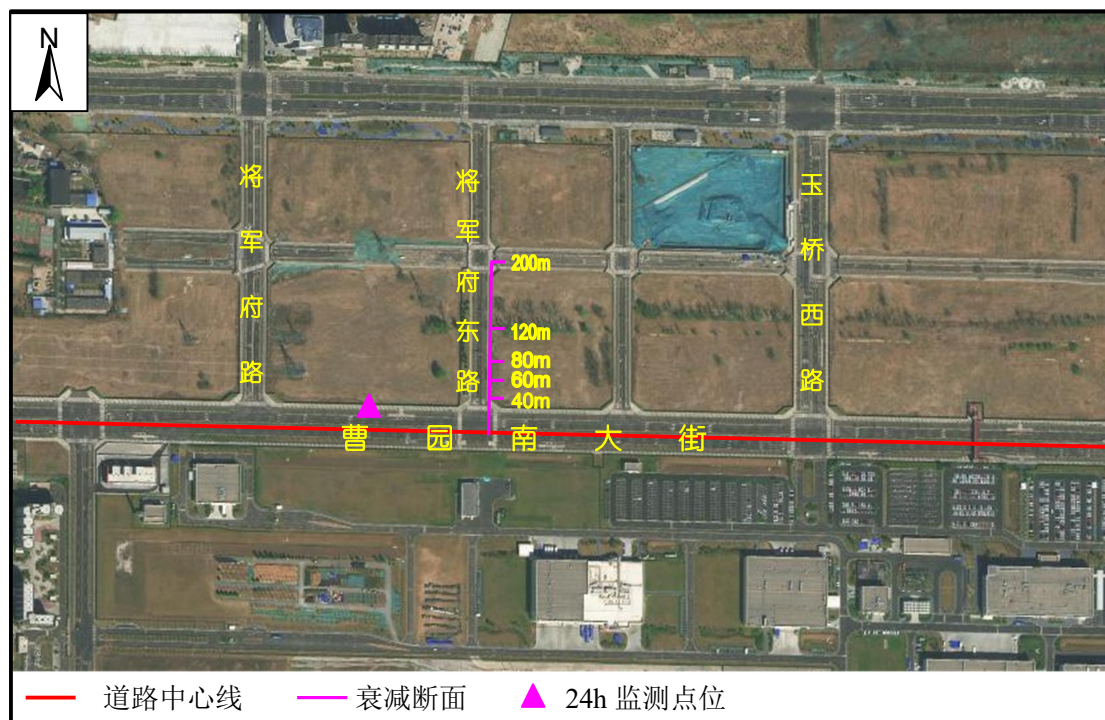 N
将军府路
将军府东路
玉桥西路
200m
120m
80m
60m
40m
曹园南大街
道路中心线
衰减断面
24h 监测点位